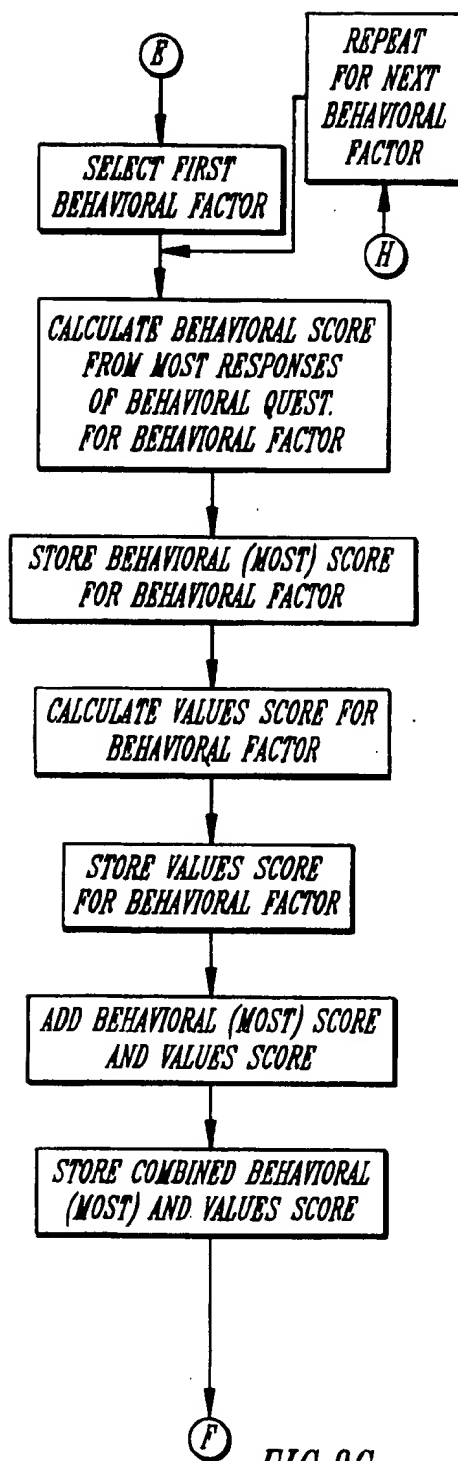 E
SELECT FIRST
BEHAVIORAL FACTOR
REPEAT
FOR NEXT
BEHAVIORAL
FACTOR
H
CALCULATE BEHAVIORAL SCORE
FROM MOST RESPONSES
OF BEHAVIORAL QUEST.
FOR BEHAVIORAL FACTOR
STORE BEHAVIORAL (MOST) SCORE
FOR BEHAVIORAL FACTOR
CALCULATE VALUES SCORE FOR
BEHAVIORAL FACTOR
STORE VALUES SCORE
FOR BEHAVIORAL FACTOR
ADD BEHAVIORAL (MOST) SCORE
AND VALUES SCORE
STORE COMBINED BEHAVIORAL
(MOST) AND VALUES SCORE
F